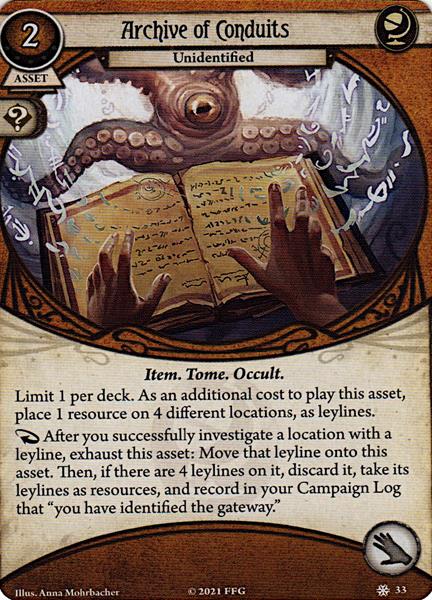 2
Archive of Conduits
Unidentified
ASSET
?
Item. Tome. Occult.
Limit 1 per deck. As an additional cost to play this asset,
place 1 resource on 4 different locations, as leylines.
After you successfully investigate a location with a
leyline, exhaust this asset: Move that leyline onto this
asset. Then, if there are 4 leylines on it, discard it, take its
leylines as resources, and record in your Campaign Log
that “you have identified the gateway.”
Illus. Anna Mohrbacher
© 2021 FFG
33